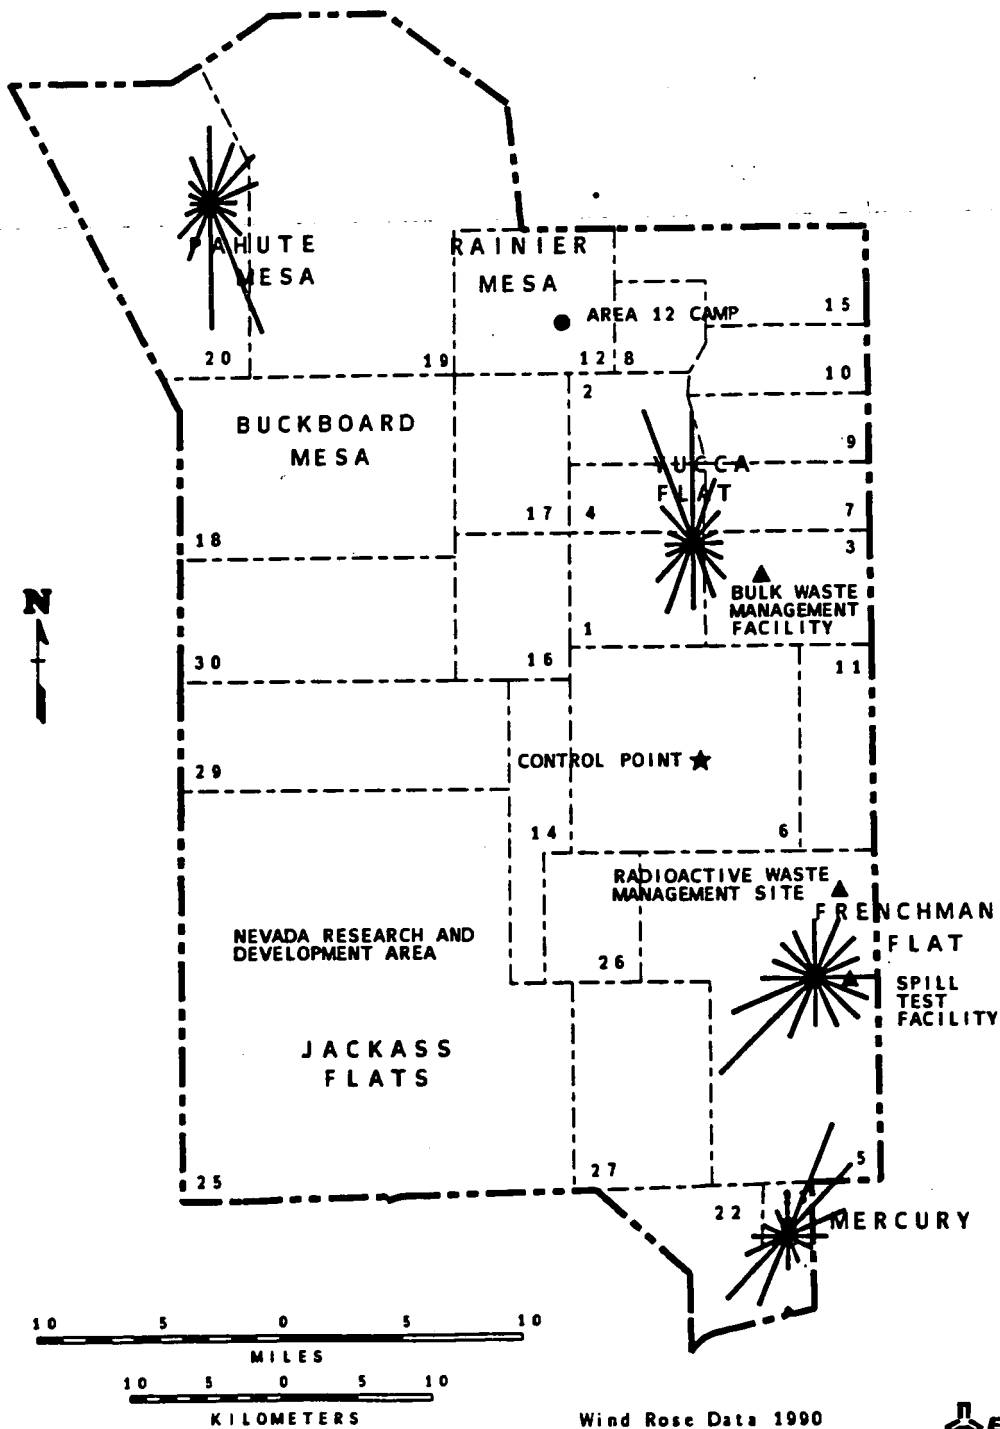 PAHUTE
MESA
RAINIER
MESA
AREA 12 CAMP
15
20
19
12
8
10
2
BUCKBOARD
MESA
9
YUCCA
FLAT
17
4
7
18
3
BULK WASTE
MANAGEMENT
FACILITY
N
1
30
16
11
CONTROL POINT
29
14
6
RADIOACTIVE WASTE
MANAGEMENT SITE
FRENCHMAN
FLAT
NEVADA RESEARCH AND
DEVELOPMENT AREA
26
SPILL
TEST
FACILITY
JACKASS
FLATS
5
25
27
22
MERCURY
10 5 0 5 10
MILES
10 5 0 5 10
KILOMETERS
Wind Rose Data 1990